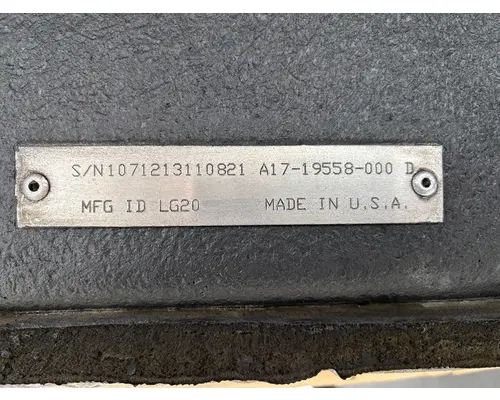 S/N1071213110821 A17-19558-000 D
MFG ID LG20 MADE IN U.S.A.